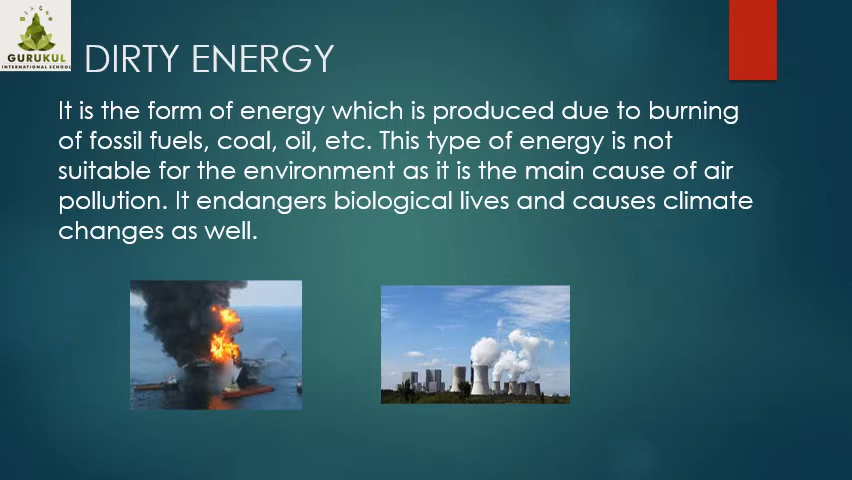 GURUKUL
INTERNATIONAL SCHOOL
DIRTY ENERGY
It is the form of energy which is produced due to burning
of fossil fuels, coal, oil, etc. This type of energy is not
suitable for the environment as it is the main cause of air
pollution. It endangers biological lives and causes climate
changes as well.